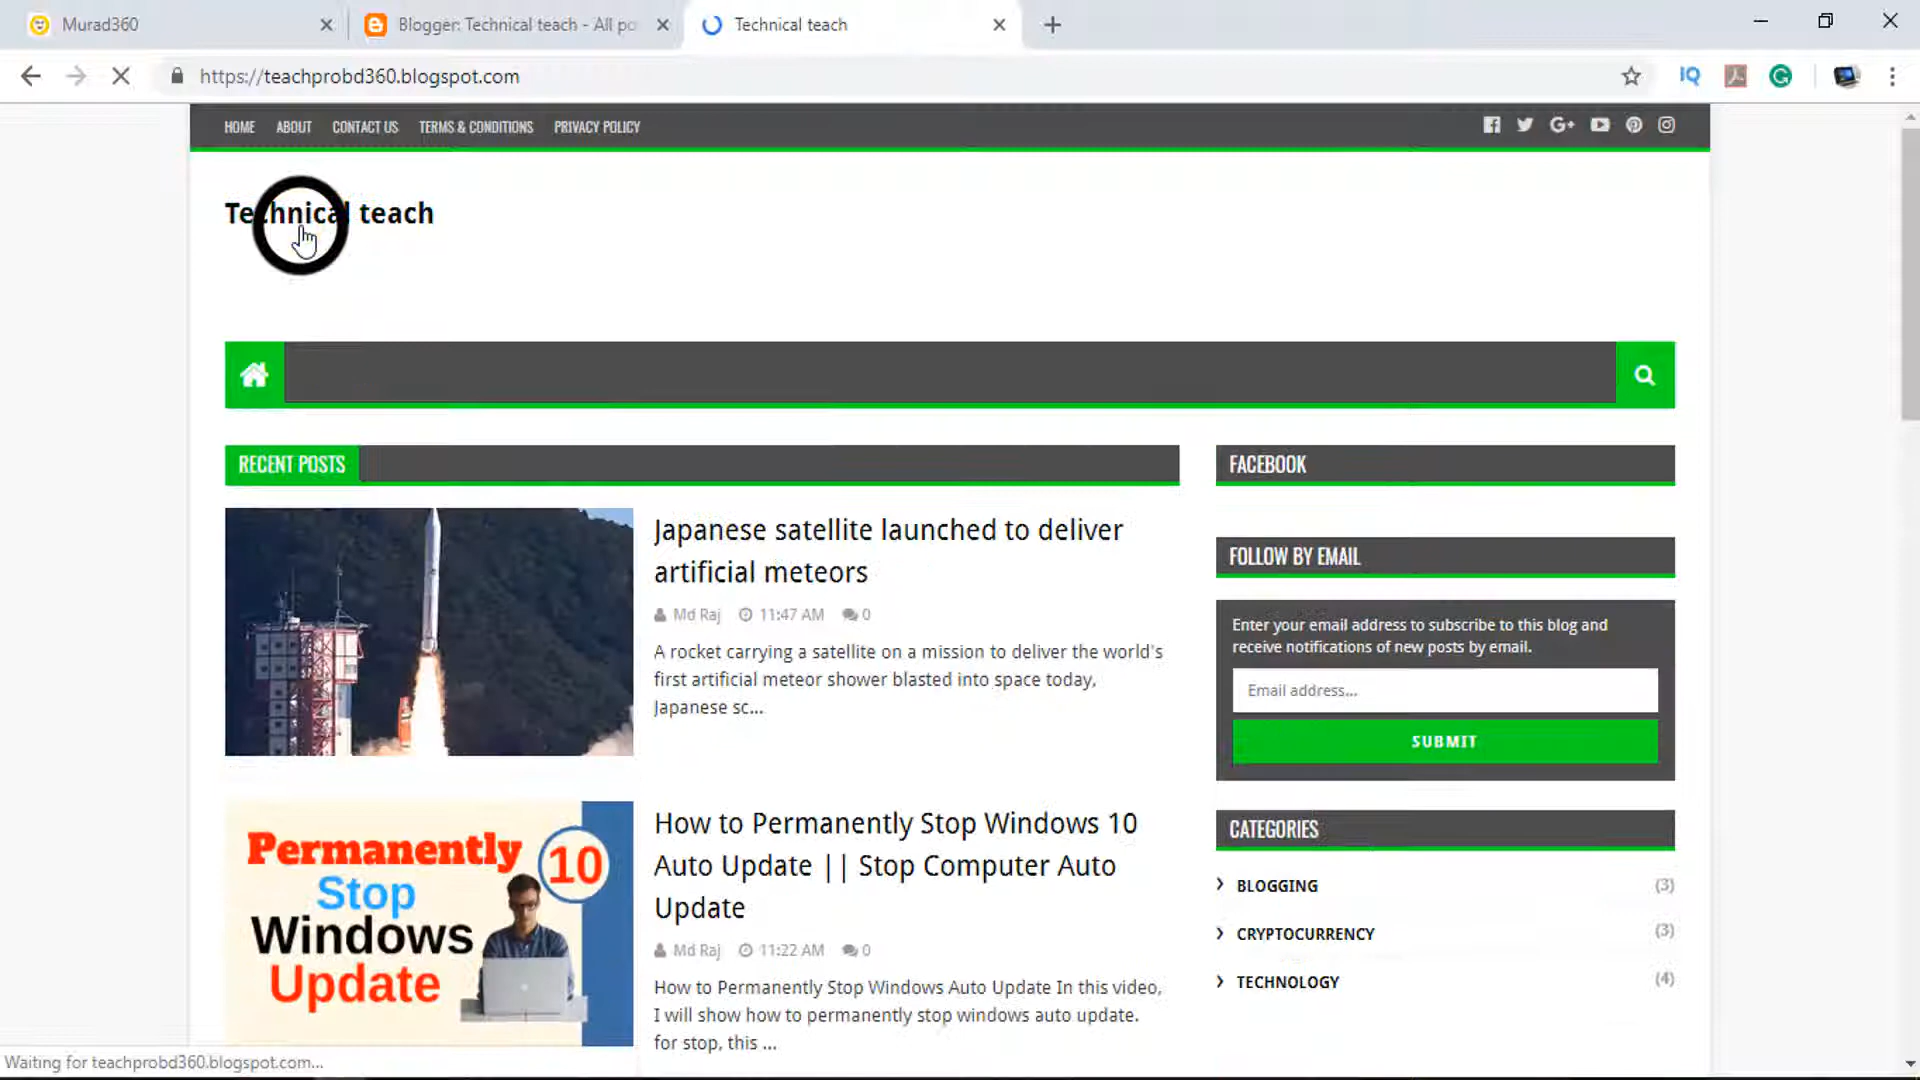 Murad360
Blogger: Technical teach - All po
Technical teach
https://teachprobd360.blogspot.com
IQ
HOME ABOUT CONTACT US TERMS & CONDITIONS PRIVACY POLICY
Technical teach
RECENT POSTS
Japanese satellite launched to deliver
artificial meteors
Md Raj 11:47 AM 0
A rocket carrying a satellite on a mission to deliver the world's
first artificial meteor shower blasted into space today,
Japanese sc...
Permanently
10
Stop
Windows
Update
How to Permanently Stop Windows 10
Auto Update || Stop Computer Auto
Update
Md Raj 11:22 AM 0
How to Permanently Stop Windows Auto Update In this video,
I will show how to permanently stop windows auto update.
for stop, this ...
FACEBOOK
FOLLOW BY EMAIL
Enter your email address to subscribe to this blog and
receive notifications of new posts by email.
Email address...
SUBMIT
CATEGORIES
BLOGGING (3)
CRYPTOCURRENCY (3)
TECHNOLOGY (4)
Waiting for teachprobd360.blogspot.com...